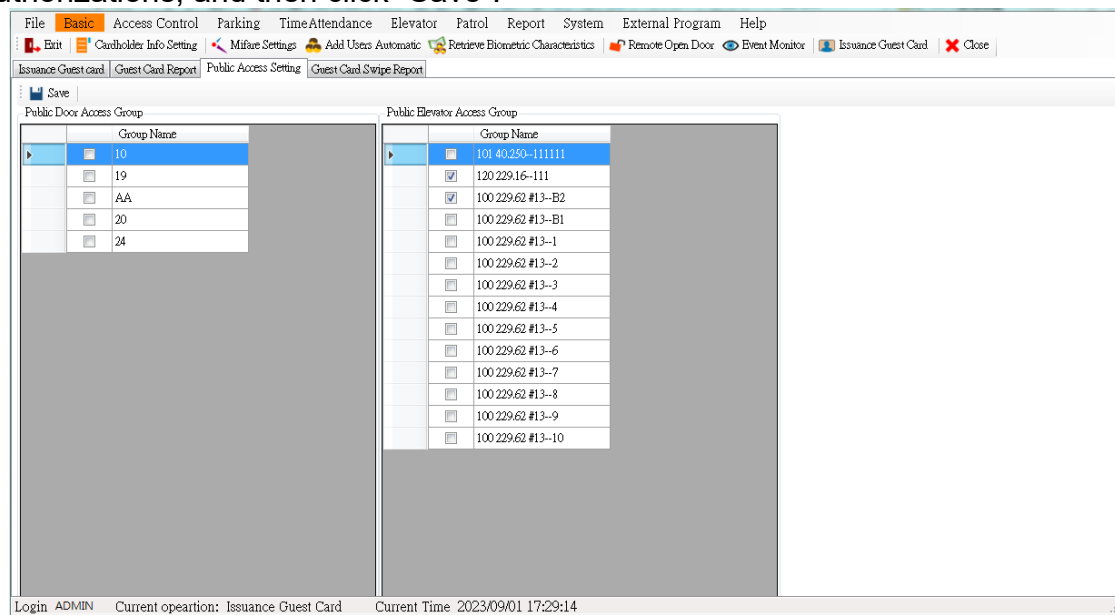 uthorizations, and then click "Save".
File Basic Access Control Parking TimeAttendance Elevator Patrol Report System External Program Help
Exit Cardholder Info Setting Mifare Settings Add Users Automatic Retrieve Biometric Characteristics Remote Open Door Event Monitor Issuance Guest Card Close
Issuance Guest card Guest Card Report Public Access Setting Guest Card Swipe Report
Save
Public Door Access Group Public Elevator Access Group
Group Name Group Name
10 101 40.250--111111
19 120 229.16--111
AA 100 229.62 #13--B2
20 100 229.62 #13--B1
24 100 229.62 #13--1
100 229.62 #13--2
100 229.62 #13--3
100 229.62 #13--4
100 229.62 #13--5
100 229.62 #13--6
100 229.62 #13--7
100 229.62 #13--8
100 229.62 #13--9
100 229.62 #13--10
Login ADMIN Current opeartion: Issuance Guest Card Current Time 2023/09/01 17:29:14